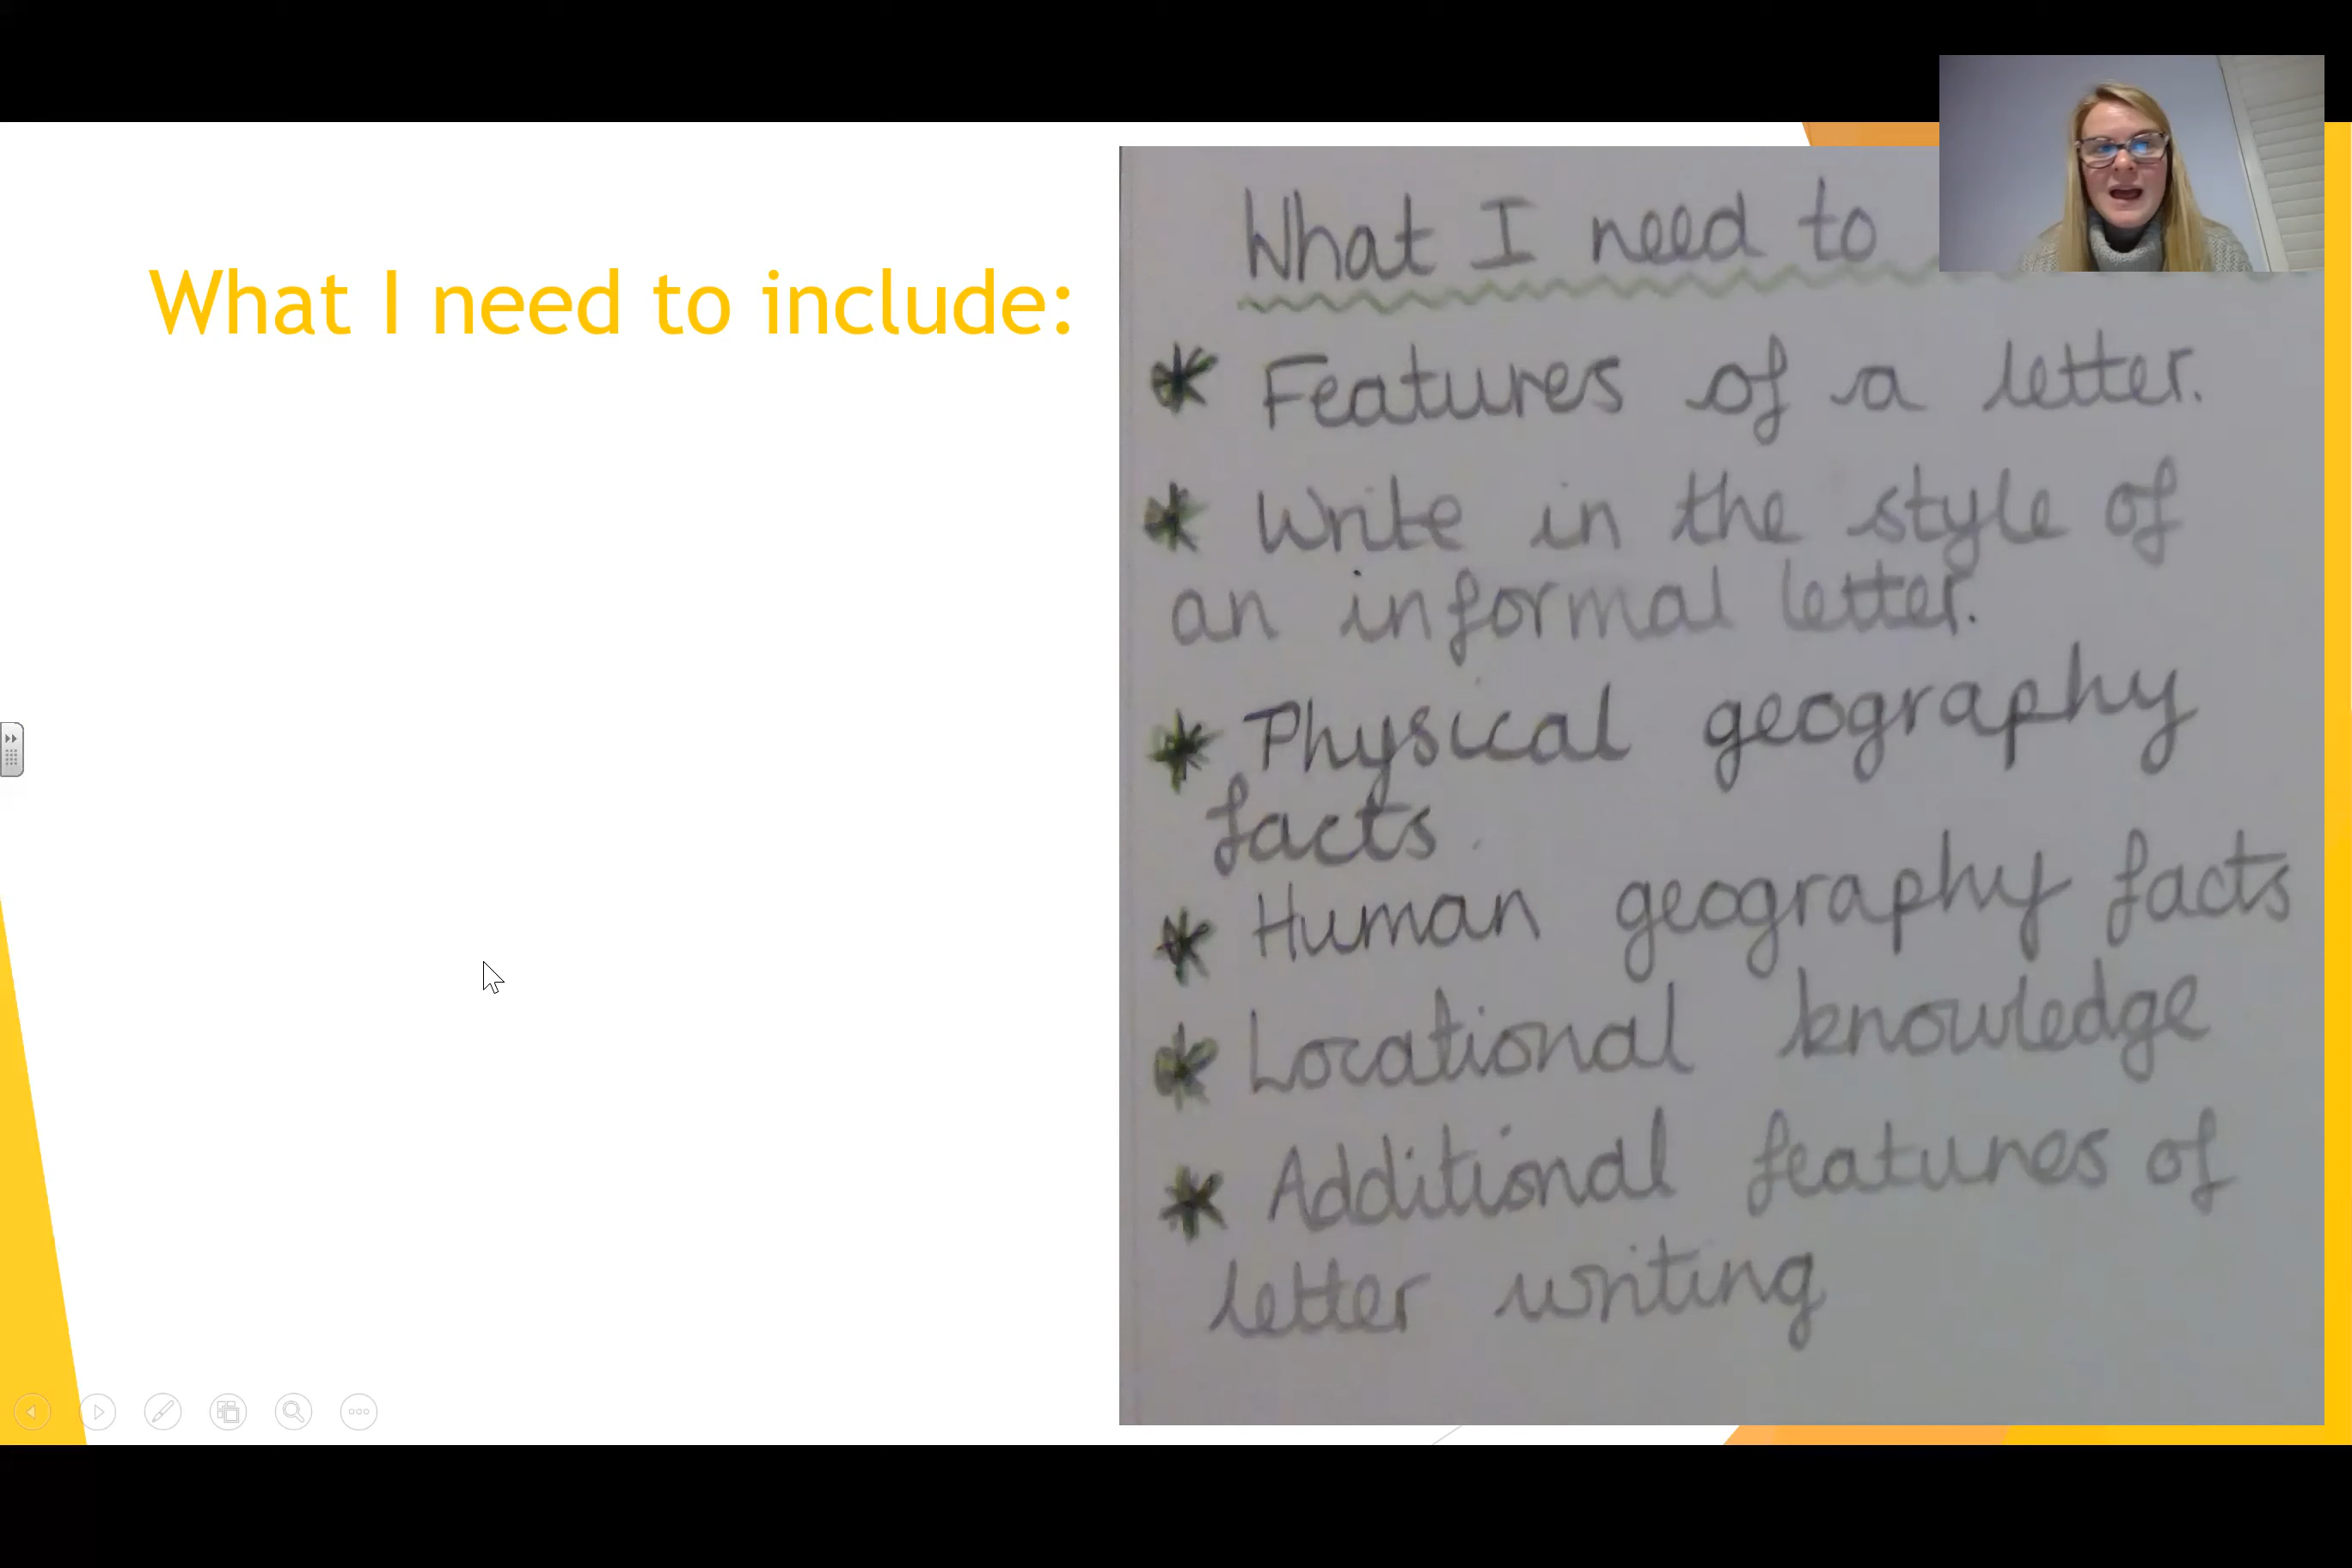 What I need to include:
What I need to
* Features of a letter.
* Write in the style of
an informal letter.
* Physical geography
facts.
* Human geography facts
* Locational knowledge
* Additional features of
letter writing